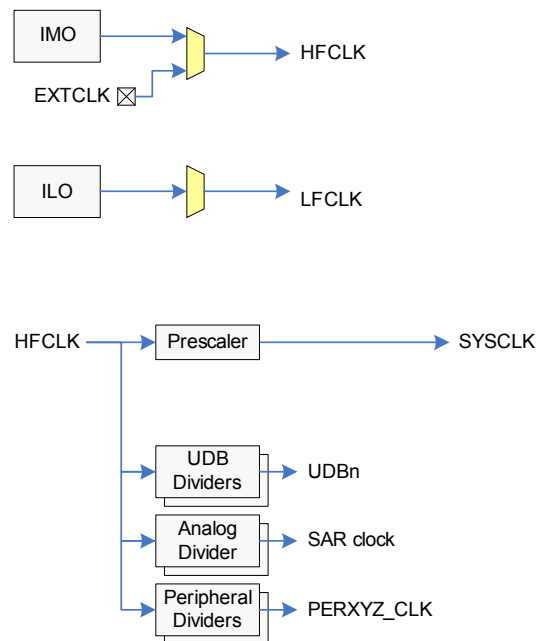 IMO
HFCLK
EXTCLK
ILO
LFCLK
HFCLK
Prescaler
SYSCLK
UDB
Dividers
UDBn
Analog
Divider
SAR clock
Peripheral
Dividers
PERXYZ_CLK